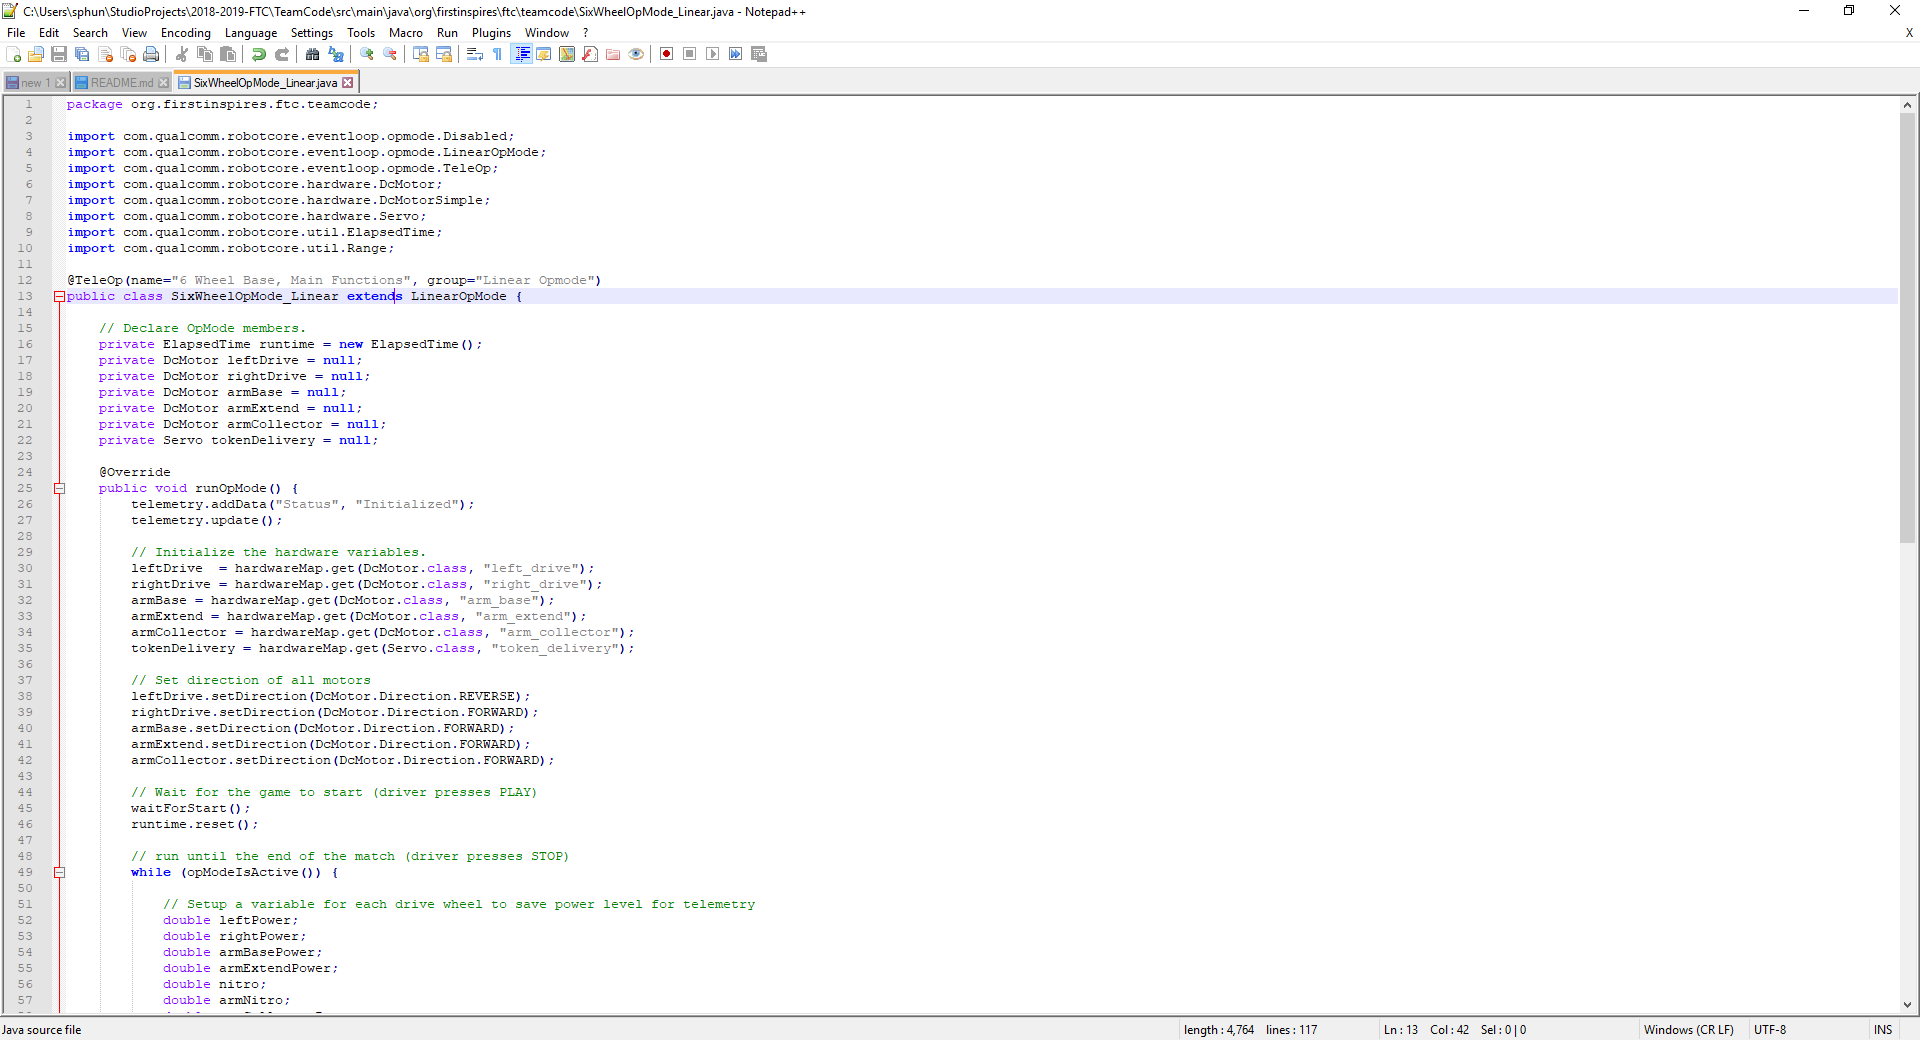 C:\Users\sphun\StudioProjects\2018-2019-FTC\TeamCode\src\main\java\org\firstinspires\ftc\teamcode\SixWheelOpMode_Linear.java - Notepad++
File Edit Search View Encoding Language Settings Tools Macro Run Plugins Window ? X
new 1 README.md SixWheelOpMode_Linear.java
1 package org.firstinspires.ftc.teamcode;
2
3 import com.qualcomm.robotcore.eventloop.opmode.Disabled;
4 import com.qualcomm.robotcore.eventloop.opmode.LinearOpMode;
5 import com.qualcomm.robotcore.eventloop.opmode.TeleOp;
6 import com.qualcomm.robotcore.hardware.DcMotor;
7 import com.qualcomm.robotcore.hardware.DcMotorSimple;
8 import com.qualcomm.robotcore.hardware.Servo;
9 import com.qualcomm.robotcore.util.ElapsedTime;
10 import com.qualcomm.robotcore.util.Range;
11
12 @TeleOp(name="6 Wheel Base, Main Functions", group="Linear Opmode")
13 public class SixWheelOpMode_Linear extends LinearOpMode {
14
15 // Declare OpMode members.
16 private ElapsedTime runtime = new ElapsedTime();
17 private DcMotor leftDrive = null;
18 private DcMotor rightDrive = null;
19 private DcMotor armBase = null;
20 private DcMotor armExtend = null;
21 private DcMotor armCollector = null;
22 private Servo tokenDelivery = null;
23
24 @Override
25 public void runOpMode() {
26 telemetry.addData("Status", "Initialized");
27 telemetry.update();
28
29 // Initialize the hardware variables.
30 leftDrive  = hardwareMap.get(DcMotor.class, "left_drive");
31 rightDrive = hardwareMap.get(DcMotor.class, "right_drive");
32 armBase = hardwareMap.get(DcMotor.class, "arm_base");
33 armExtend = hardwareMap.get(DcMotor.class, "arm_extend");
34 armCollector = hardwareMap.get(DcMotor.class, "arm_collector");
35 tokenDelivery = hardwareMap.get(Servo.class, "token_delivery");
36
37 // Set direction of all motors
38 leftDrive.setDirection(DcMotor.Direction.REVERSE);
39 rightDrive.setDirection(DcMotor.Direction.FORWARD);
40 armBase.setDirection(DcMotor.Direction.FORWARD);
41 armExtend.setDirection(DcMotor.Direction.FORWARD);
42 armCollector.setDirection(DcMotor.Direction.FORWARD);
43
44 // Wait for the game to start (driver presses PLAY)
45 waitForStart();
46 runtime.reset();
47
48 // run until the end of the match (driver presses STOP)
49 while (opModeIsActive()) {
50
51 // Setup a variable for each drive wheel to save power level for telemetry
52 double leftPower;
53 double rightPower;
54 double armBasePower;
55 double armExtendPower;
56 double nitro;
57 double armNitro;
Java source file length : 4,764 lines : 117 Ln : 13 Col : 42 Sel : 0 | 0 Windows (CR LF) UTF-8 INS